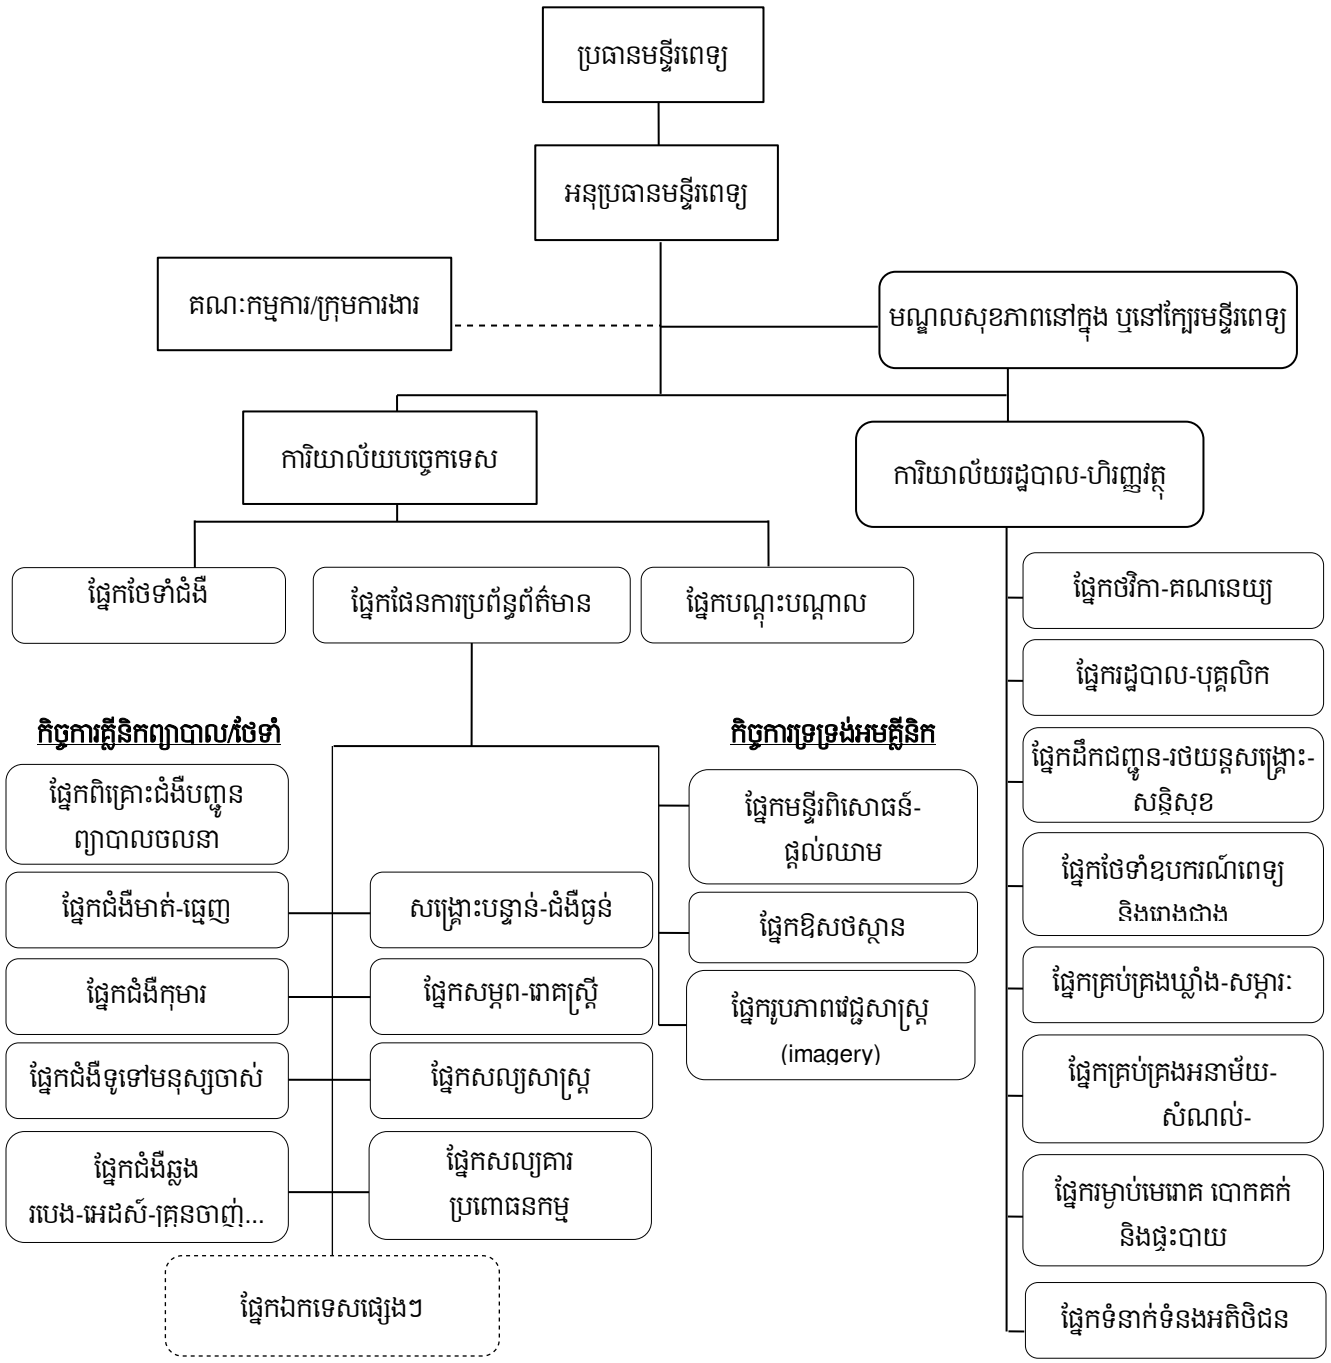 ប្រធានមន្ទីរពេទ្យ
អនុប្រធានមន្ទីរពេទ្យ
គណៈកម្មការ/ក្រុមការងារ
មណ្ឌលសុខភាពនៅក្នុង ឬនៅក្បែរមន្ទីរពេទ្យ
ការិយាល័យបច្ចេកទេស
ការិយាល័យរដ្ឋបាល-ហិរញ្ញវត្ថុ
ផ្នែកថែទាំជំងឺ
ផ្នែកផែនការប្រព័ន្ធព័ត៌មាន
ផ្នែកបណ្តុះបណ្តាល
ផ្នែកថវិកា-គណនេយ្យ
ផ្នែករដ្ឋបាល-បុគ្គលិក
ផ្នែកដឹកជញ្ជូន-រថយន្តសង្គ្រោះ-
សន្តិសុខ
ផ្នែកថែទាំឧបករណ៍ពេទ្យ
និងរោងជាង
ផ្នែកគ្រប់គ្រងឃ្លាំង-សម្ភារៈ
ផ្នែកគ្រប់គ្រងអនាម័យ-
សំណល់-
ផ្នែករម្ងាប់មេរោគ បោកគក់
និងផ្ទះបាយ
ផ្នែកទំនាក់ទំនងអតិថិជន
កិច្ចការគ្លីនិកព្យាបាល/ថែទាំ
ផ្នែកពិគ្រោះជំងឺបញ្ជូន
ព្យាបាលចលនា
ផ្នែកជំងឺមាត់-ធ្មេញ
សង្គ្រោះបន្ទាន់-ជំងឺធ្ងន់
ផ្នែកជំងឺកុមារ
ផ្នែកសម្ភព-រោគស្ត្រី
ផ្នែកជំងឺទូទៅមនុស្សចាស់
ផ្នែកសល្យសាស្ត្រ
ផ្នែកជំងឺឆ្លង
របេង-អេដស៍-គ្រុនចាញ់...
ផ្នែកសល្យគារ
ប្រពោធនកម្ម
ផ្នែកឯកទេសផ្សេងៗ
កិច្ចការទ្រទ្រង់អមគ្លីនិក
ផ្នែកមន្ទីរពិសោធន៍-
ផ្តល់ឈាម
ផ្នែកឱសថស្ថាន
ផ្នែករូបភាពវេជ្ជសាស្ត្រ
(imagery)